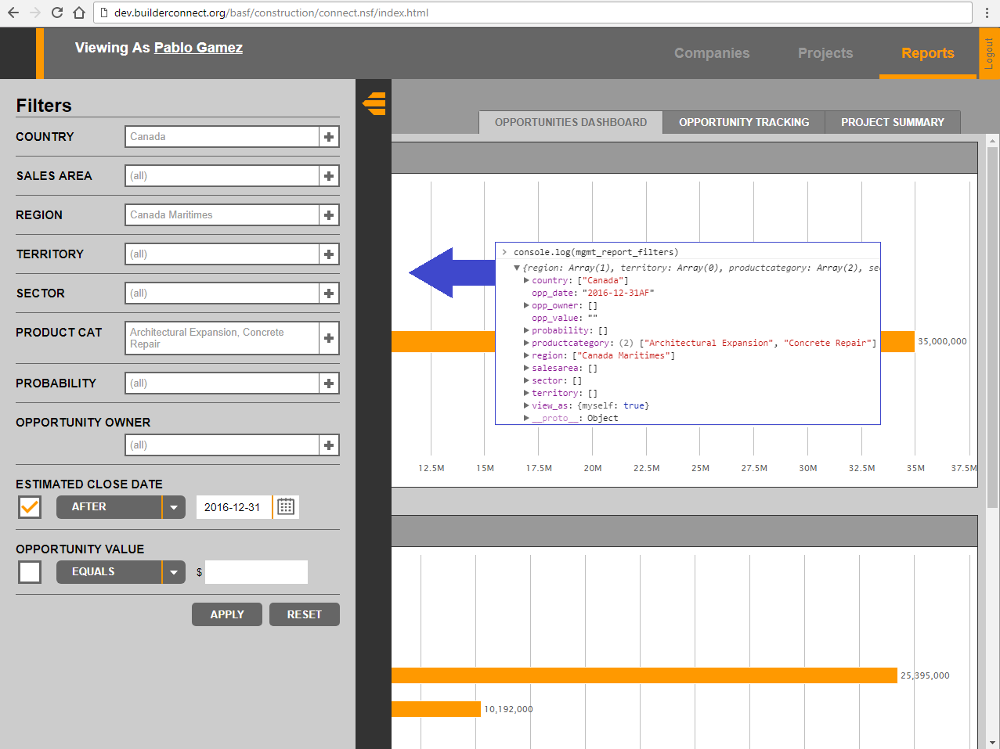 dev.builderconnect.org/basf/construction/connect.nsf/index.html
Viewing As Pablo Gamez
Companies
Projects
Reports
Logout
Filters
COUNTRY
Canada
SALES AREA
(all)
REGION
Canada Maritimes
TERRITORY
(all)
SECTOR
(all)
PRODUCT CAT
Architectural Expansion, Concrete
Repair
PROBABILITY
(all)
OPPORTUNITY OWNER
(all)
ESTIMATED CLOSE DATE
AFTER
2016-12-31
OPPORTUNITY VALUE
EQUALS
$
APPLY
RESET
OPPORTUNITIES DASHBOARD
OPPORTUNITY TRACKING
PROJECT SUMMARY
> console.log(mgmt_report_filters)
▼{region: Array(1), territory: Array(0), productcategory: Array(2), se
▶country: ["Canada"]
opp_date: "2016-12-31AF"
▶opp_owner: []
opp_value: ""
▶probability: []
▶productcategory: (2) ["Architectural Expansion", "Concrete Repair"]
▶region: ["Canada Maritimes"]
▶salesarea: []
▶sector: []
▶territory: []
▶view_as: {myself: true}
▶__proto__: Object
35,000,000
12.5M 15M 17.5M 20M 22.5M 25M 27.5M 30M 32.5M 35M 37.5M
25,395,000
10,192,000